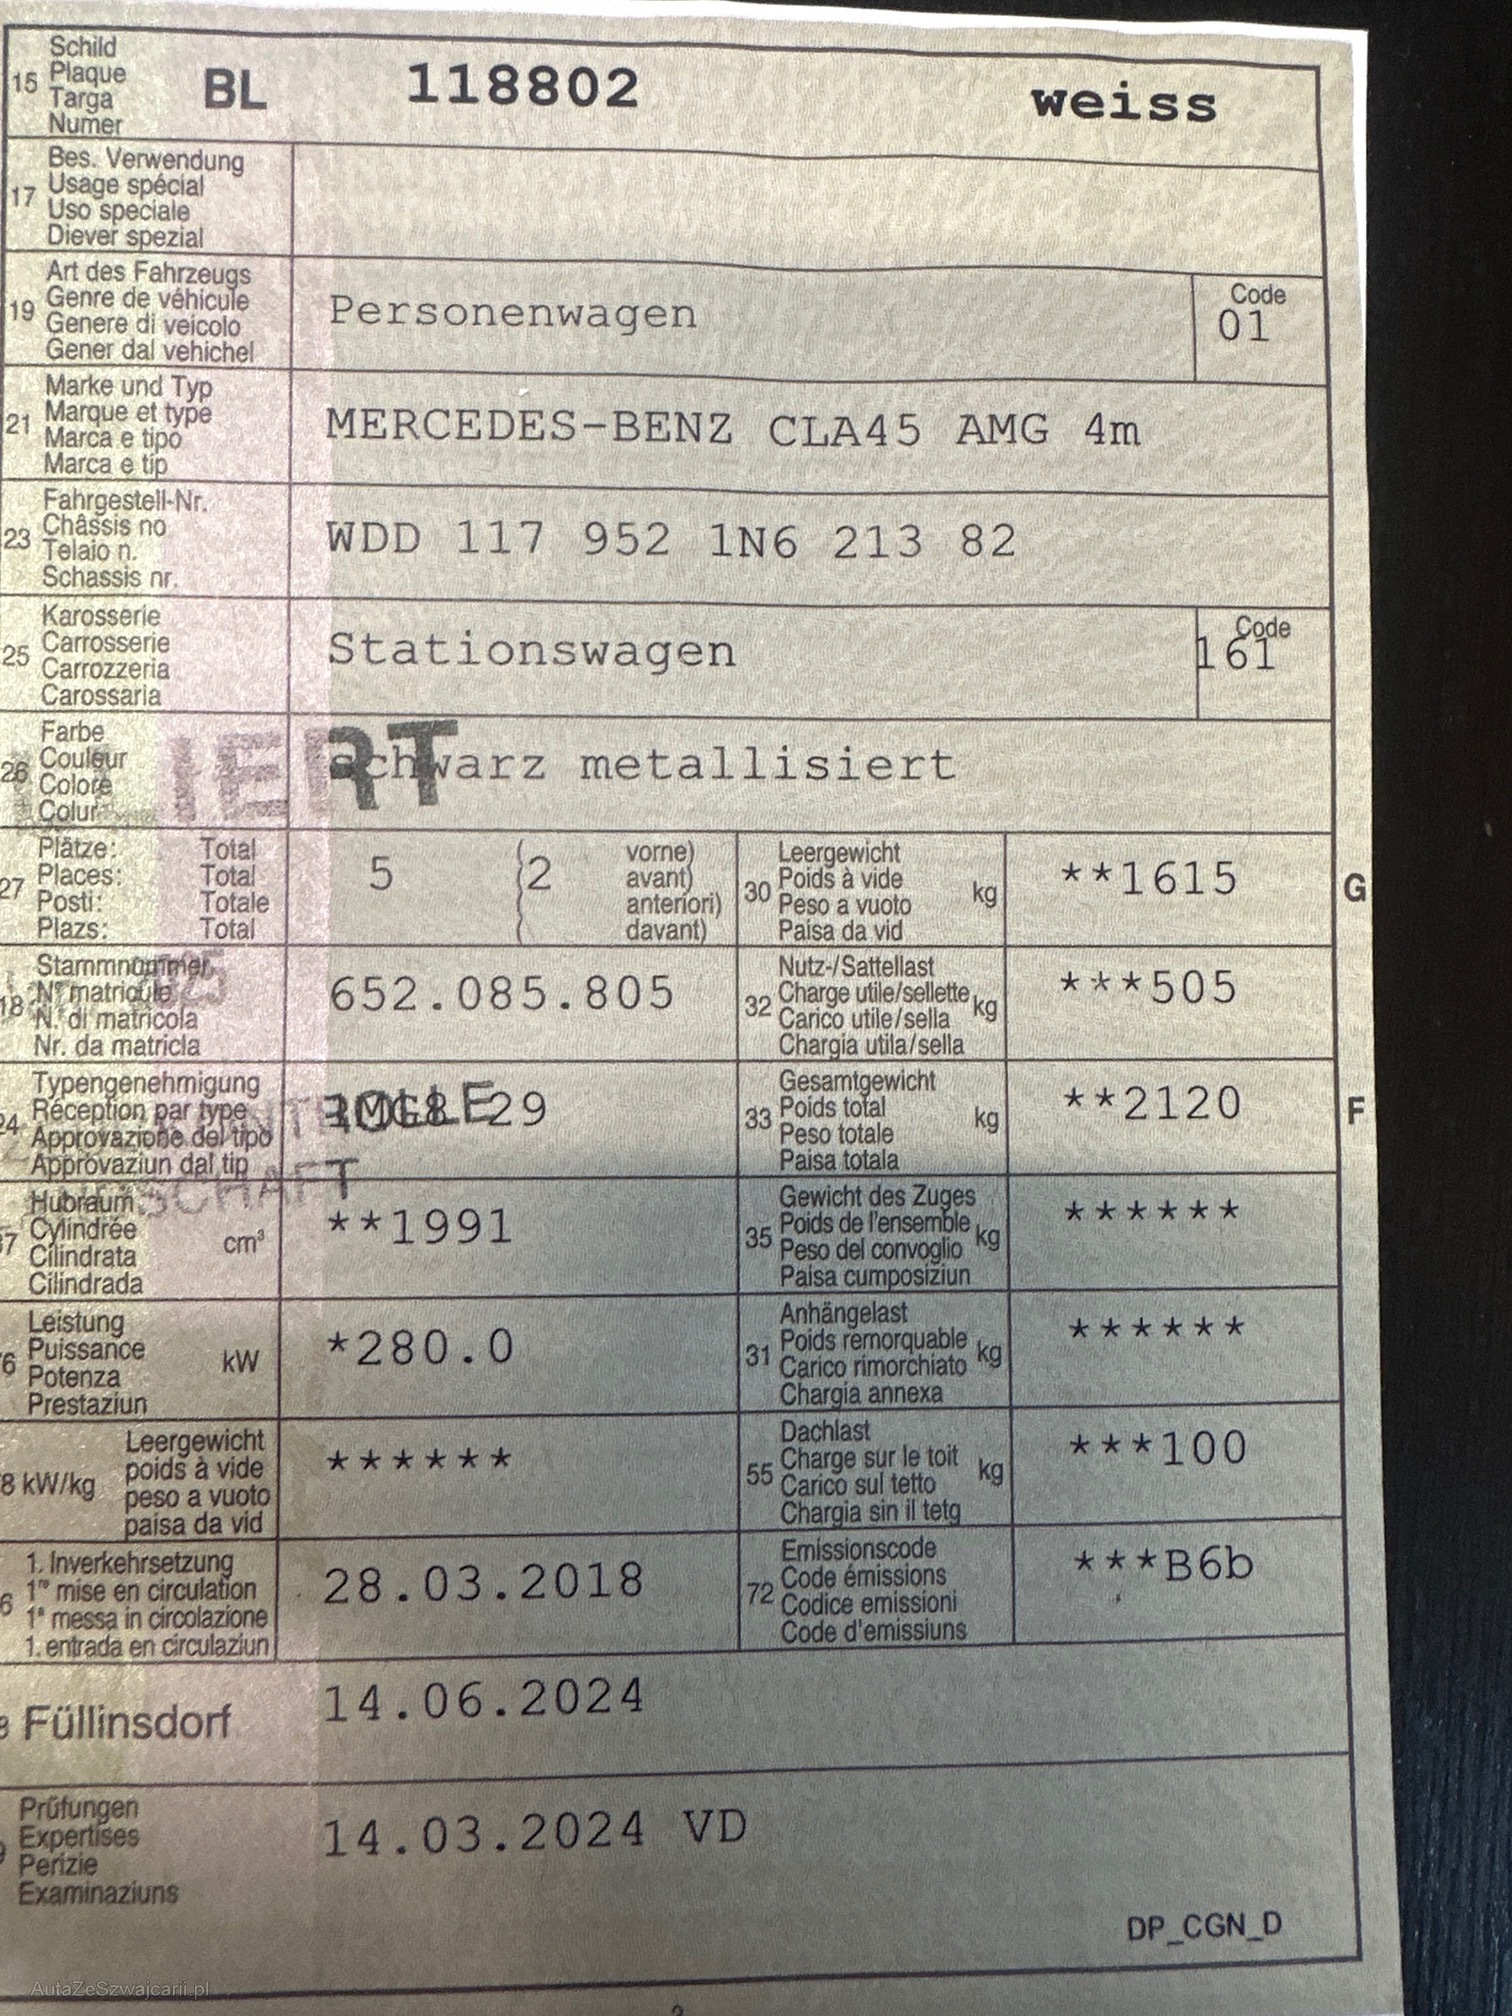 15 Schild Plaque Targa Numer BL 118802 weiss
17 Bes. Verwendung
Usage spécial
Uso speciale
Diever spezial
19 Art des Fahrzeugs
Genre de véhicule
Genere di veicolo
Gener dal vehichel
Personenwagen
Code
01
21 Marke und Typ
Marque et type
Marca e tipo
Marca e tip
MERCEDES-BENZ CLA45 AMG 4m
23 Fahrgestell-Nr.
Châssis no
Telaio n.
Schassis nr.
WDD 117 952 1N6 213 82
25 Karosserie
Carrosserie
Carrozzeria
Carossaria
Stationswagen
Code
161
26 Farbe
Couleur
Colore
Colur
schwarz metallisiert
IERT
27 Plätze: Total
Places: Total
Posti: Totale
Plazs: Total
5 (2 vorne)
avant)
anteriori)
davant)
30 Leergewicht
Poids à vide
Peso a vuoto
Paisa da vid
kg
**1615
G
18 Stammnummer
N° matricule
N. di matricola
Nr. da matricla
652.085.805
32 Nutz-/Sattellast
Charge utile/sellette
Carico utile/sella
Chargia utila/sella
kg
***505
24 Typengenehmigung
Réception par type
Approvazione del tipo
Approvaziun dal tip
29
33 Gesamtgewicht
Poids total
Peso totale
Paisa totala
kg
**2120
F
SCHAFT
37 Hubraum
Cylindrée
Cilindrata
Cilindrada
cm³
**1991
35 Gewicht des Zuges
Poids de l'ensemble
Peso del convoglio
Paisa cumposiziun
kg
******
76 Leistung
Puissance
Potenza
Prestaziun
kW
*280.0
31 Anhängelast
Poids remorquable
Carico rimorchiato
Chargia annexa
kg
******
78 kW/kg Leergewicht
poids à vide
peso a vuoto
paisa da vid
******
55 Dachlast
Charge sur le toit
Carico sul tetto
Chargia sin il tetg
kg
***100
36 1. Inverkehrsetzung
1re mise en circulation
1a messa in circolazione
1. entrada en circulaziun
28.03.2018
72 Emissionscode
Code émissions
Codice emissioni
Code d'emissiuns
***B6b
Füllinsdorf 14.06.2024
Prüfungen
Expertises
Perizie
Examinaziuns
14.03.2024 VD
DP_CGN_D
AutaZeSzwajcarii.pl